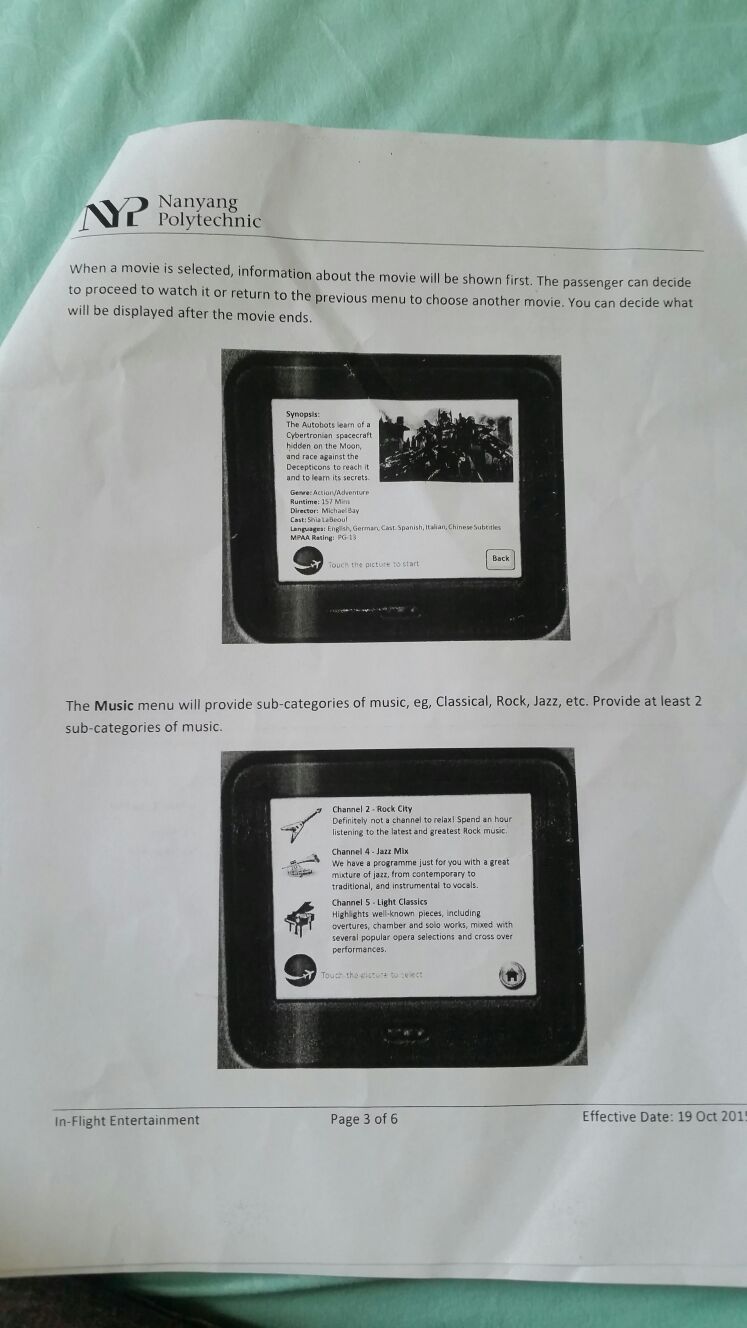 NYP Nanyang
Polytechnic
When a movie is selected, information about the movie will be shown first. The passenger can decide
to proceed to watch it or return to the previous menu to choose another movie. You can decide what
will be displayed after the movie ends.
Synopsis:
The Autobots learn of a
Cybertronian spacecraft
hidden on the Moon,
and race against the
Decepticons to reach it
and to learn its secrets.
Genre: Action/Adventure
Runtime: 157 Mins
Director: Michael Bay
Cast: Shia LaBeouf
Languages: English, German, Cast. Spanish, Italian, Chinese Subtitles
MPAA Rating: PG-13
Touch the picture to start
Back
The Music menu will provide sub-categories of music, eg, Classical, Rock, Jazz, etc. Provide at least 2
sub-categories of music.
Channel 2 - Rock City
Definitely not a channel to relax! Spend an hour
listening to the latest and greatest Rock music.
Channel 4 - Jazz Mix
We have a programme just for you with a great
mixture of jazz, from contemporary to
traditional, and instrumental to vocals.
Channel 5 - Light Classics
Highlights well-known pieces, including
overtures, chamber and solo works, mixed with
several popular opera selections and cross over
performances.
Touch the picture to select
In-Flight Entertainment Page 3 of 6 Effective Date: 19 Oct 2015